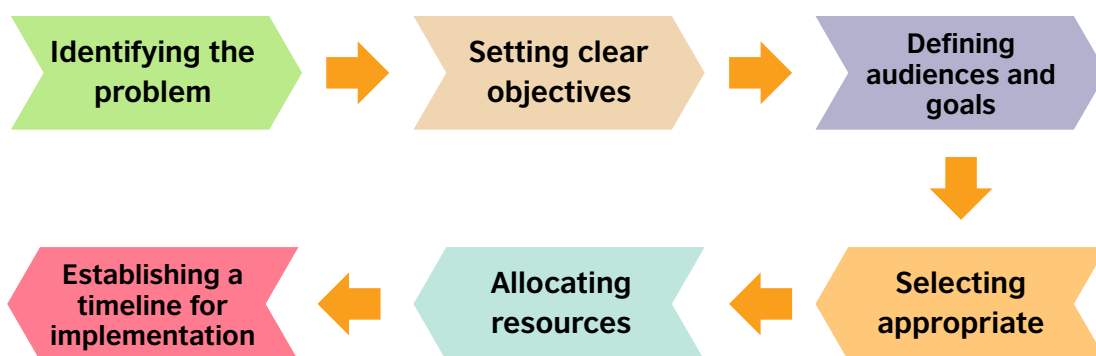 Identifying the
problem
Setting clear
objectives
Defining
audiences and
goals
Selecting
appropriate
Allocating
resources
Establishing a
timeline for
implementation